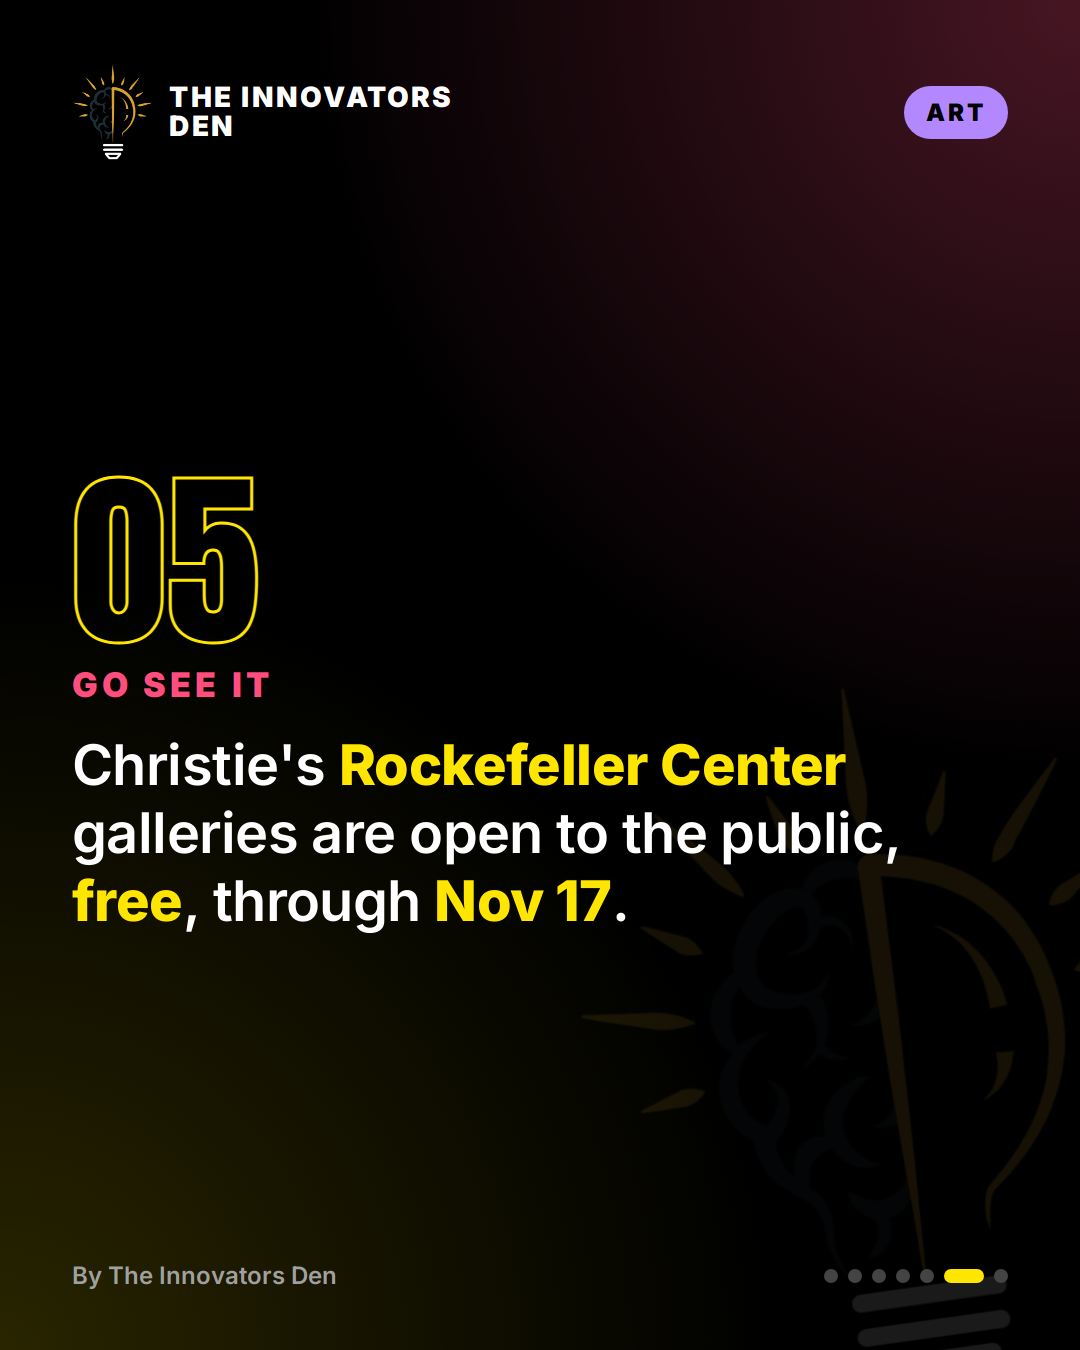 THE INNOVATORS
DEN
ART
05
GO SEE IT
Christie's Rockefeller Center
galleries are open to the public,
free, through Nov 17.
By The Innovators Den